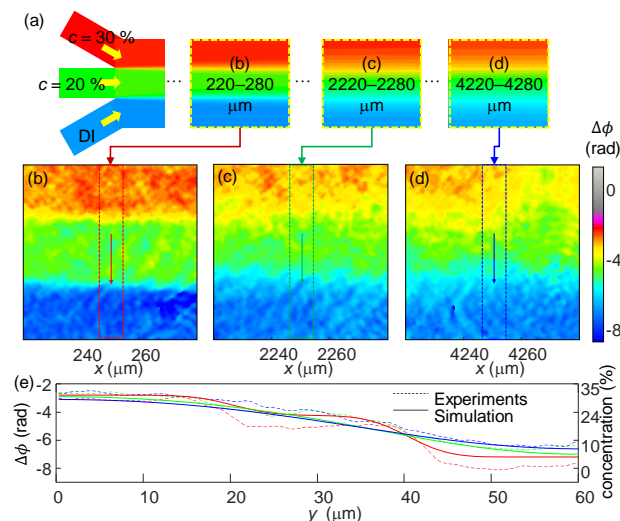 (a)
c = 30 %
c = 20 %
DI
(b)
220–280
μm
(c)
2220–2280
μm
(d)
4220–4280
μm
Δϕ
(rad)
0
-4
-8
(b)
(c)
(d)
240 260
x (μm)
2240 2260
x (μm)
4240 4260
x (μm)
(e)
Δϕ (rad)
-2
-4
-6
-8
Experiments
Simulation
35
24
10
0
concentration (%)
0 10 20 30 40 50 60
y (μm)